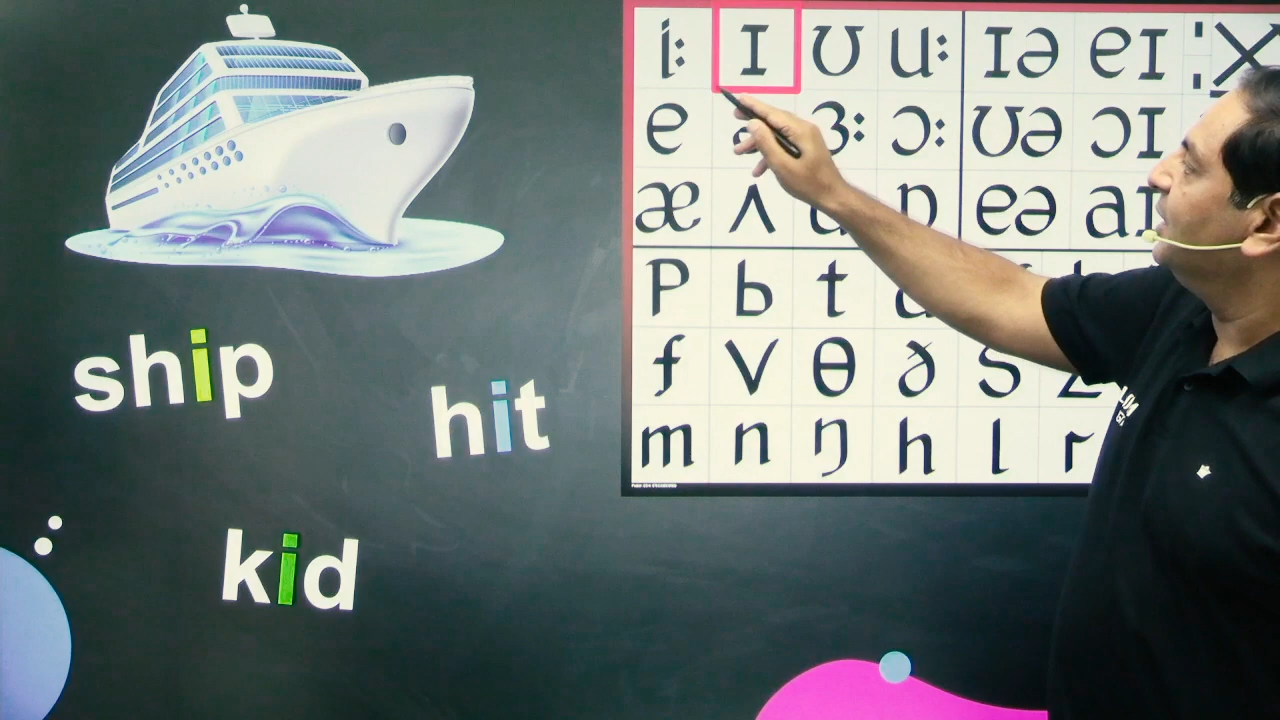 iː ɪ ʊ uː ɪə eɪ
e ɜː ɔː ʊə ɔɪ
æ ʌ eə aɪ
p b t
f v θ ð s z
m n ŋ h l r
ship
hit
kid